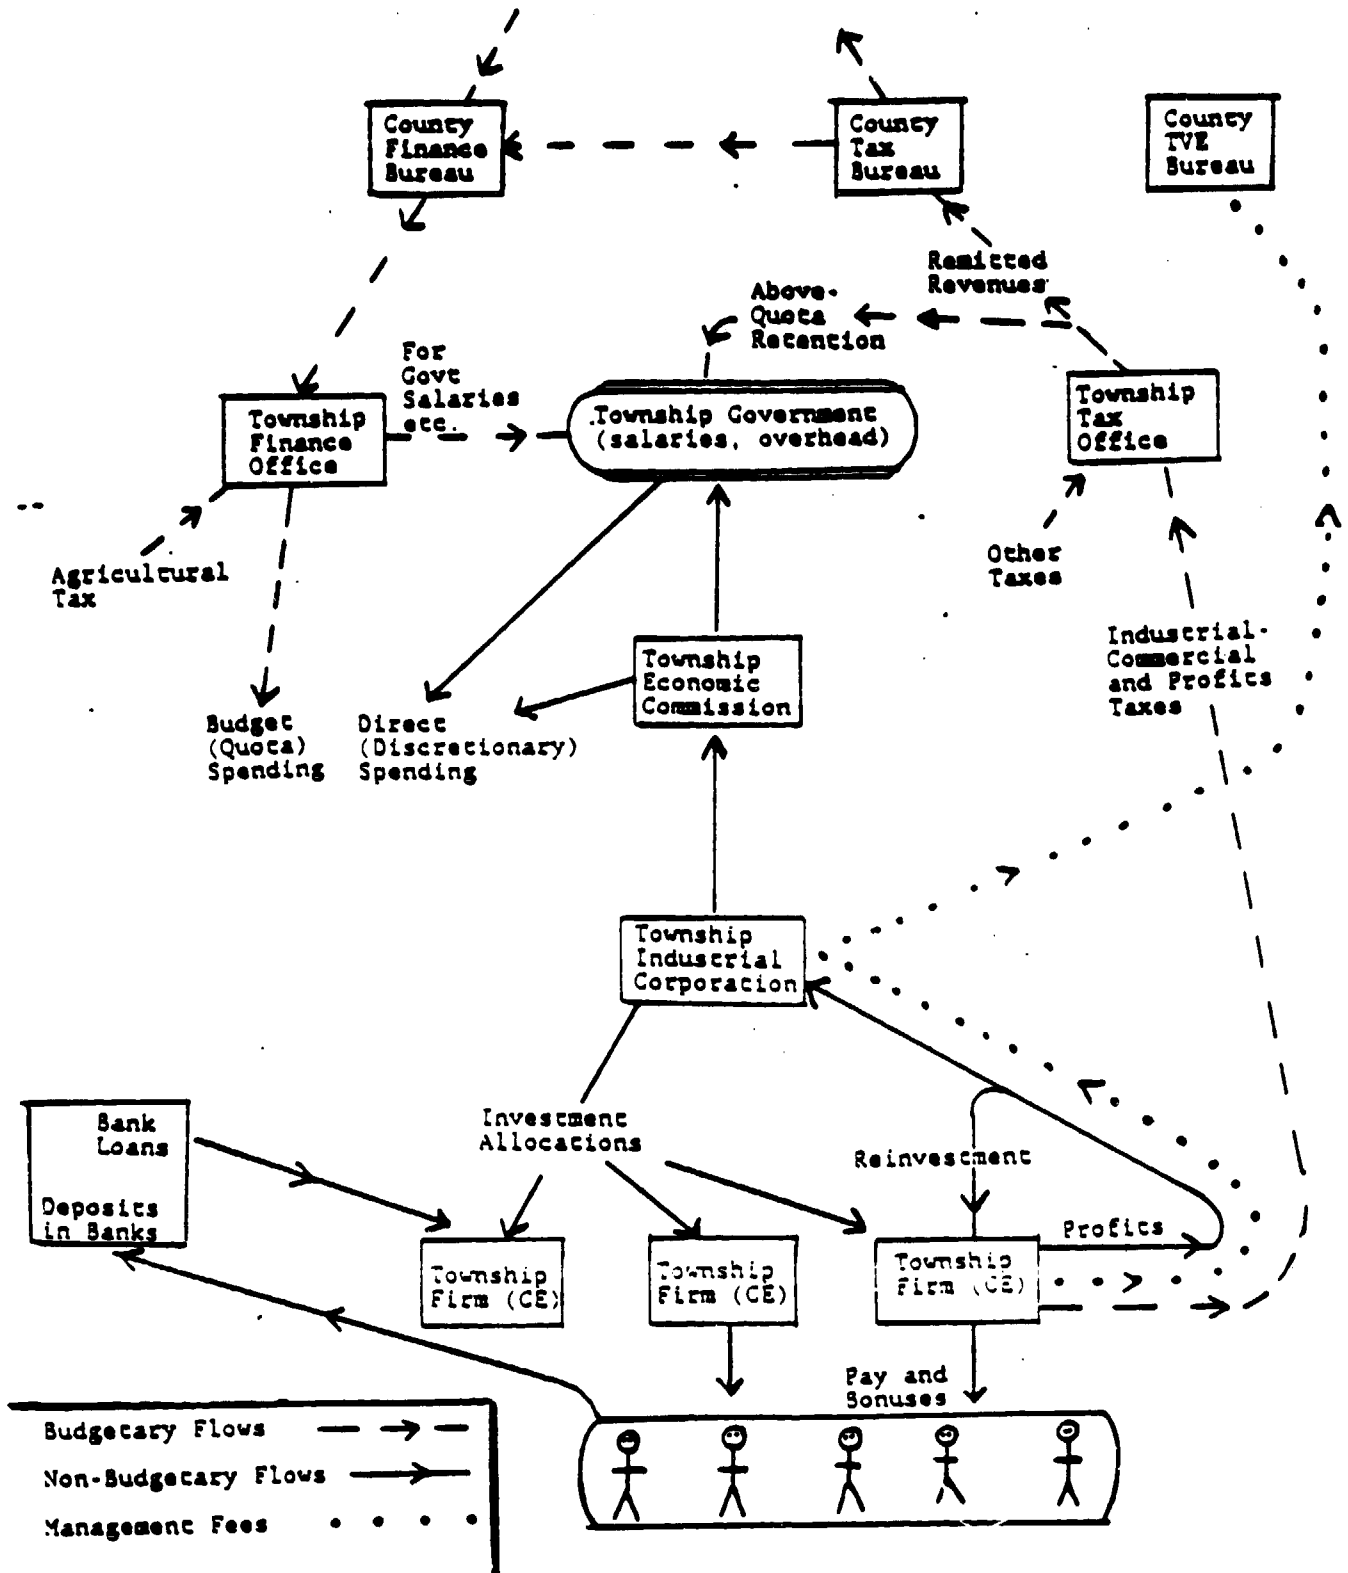 County
Finance
Bureau
County
Tax
Bureau
County
TVE
Bureau
Remitted
Revenues
Above-
Quota
Retention
For
Govt
Salaries
etc.
Township
Finance
Office
Township Government
(salaries, overhead)
Township
Tax
Office
Agricultural
Tax
Other
Taxes
Industrial-
Commercial
and Profits
Taxes
Township
Economic
Commission
Budget
(Quota)
Spending
Direct
(Discretionary)
Spending
Township
Industrial
Corporation
Bank
Loans
Deposits
in Banks
Investment
Allocations
Reinvestment
Profits
Township
Firm (CE)
Township
Firm (CE)
Township
Firm (CE)
Pay and
Bonuses
Budgetary Flows
Non-Budgetary Flows
Management Fees